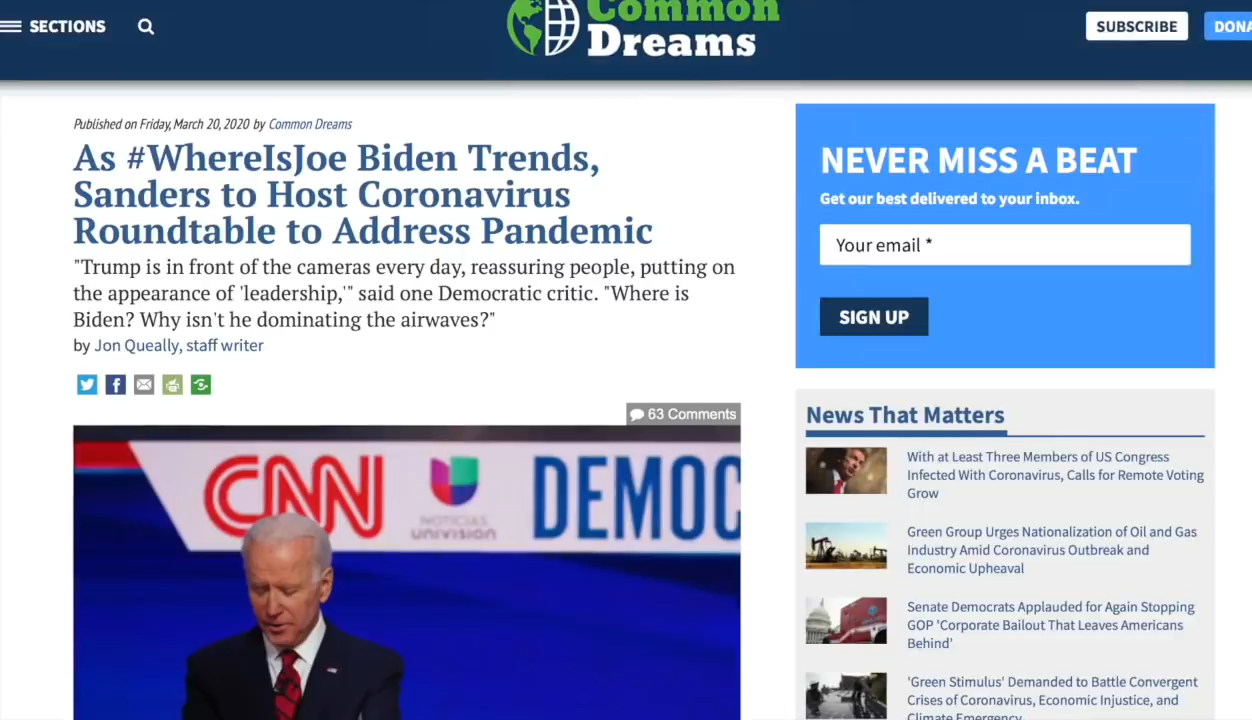 SECTIONS
Common
Dreams
SUBSCRIBE
DONA
Published on Friday, March 20, 2020 by Common Dreams
As #WhereIsJoe Biden Trends,
Sanders to Host Coronavirus
Roundtable to Address Pandemic
"Trump is in front of the cameras every day, reassuring people, putting on
the appearance of 'leadership,'" said one Democratic critic. "Where is
Biden? Why isn't he dominating the airwaves?"
by Jon Queally, staff writer
63 Comments
CNN
NOTICIAS
univision
DEMOC
NEVER MISS A BEAT
Get our best delivered to your inbox.
Your email *
SIGN UP
News That Matters
With at Least Three Members of US Congress
Infected With Coronavirus, Calls for Remote Voting
Grow
Green Group Urges Nationalization of Oil and Gas
Industry Amid Coronavirus Outbreak and
Economic Upheaval
Senate Democrats Applauded for Again Stopping
GOP 'Corporate Bailout That Leaves Americans
Behind'
'Green Stimulus' Demanded to Battle Convergent
Crises of Coronavirus, Economic Injustice, and
Climate Emergency